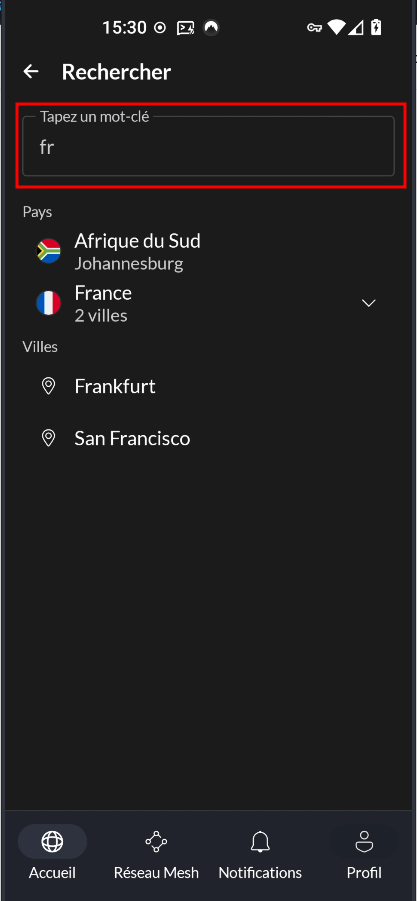 15:30
Rechercher
Tapez un mot-clé
fr
Pays
Afrique du Sud
Johannesburg
France
2 villes
Villes
Frankfurt
San Francisco
Accueil
Réseau Mesh
Notifications
Profil